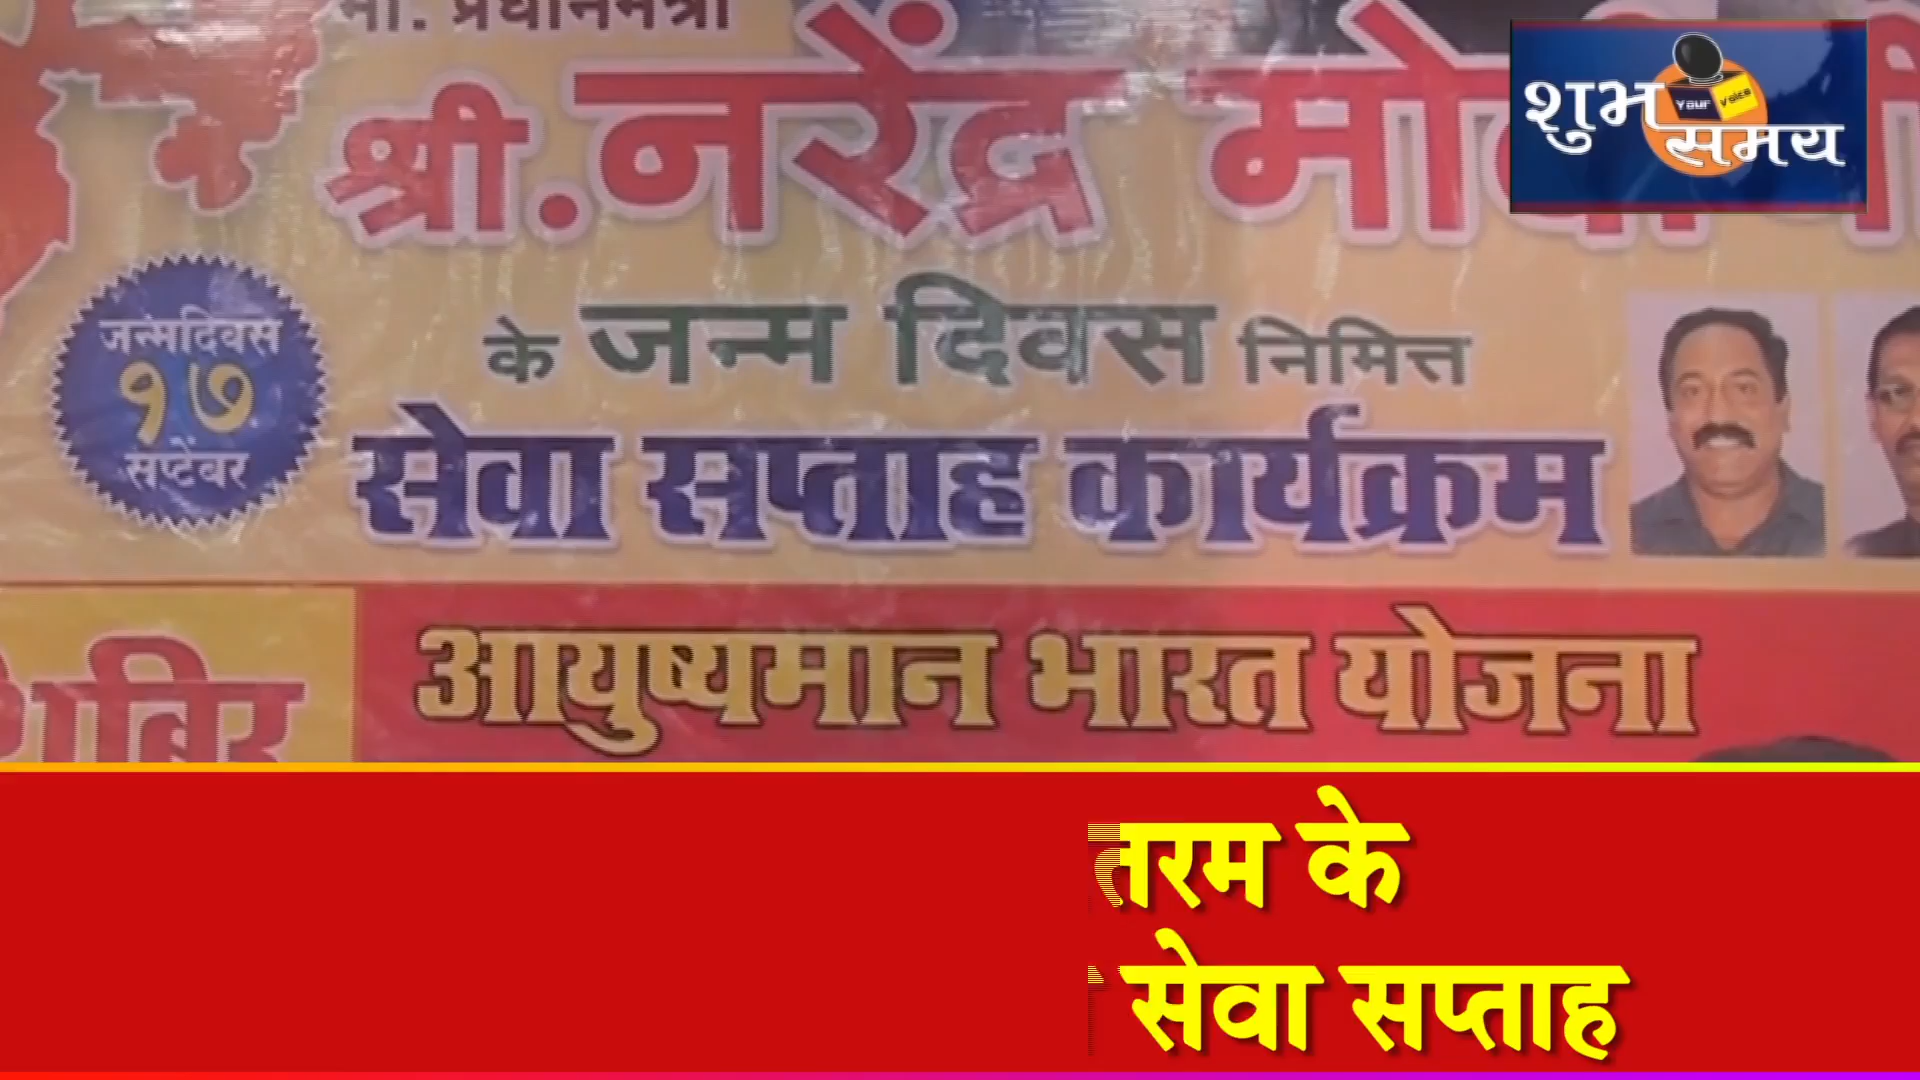 मा. प्रधानमंत्री
श्री. नरेंद्र
के जन्म दिवस निमित्त
जन्मदिवस
१७
सप्टेंबर
सेवा सप्ताह कार्यक्रम
आयुष्यमान भारत योजना
शुभ
Your Voice
समय
के
सेवा सप्ताह